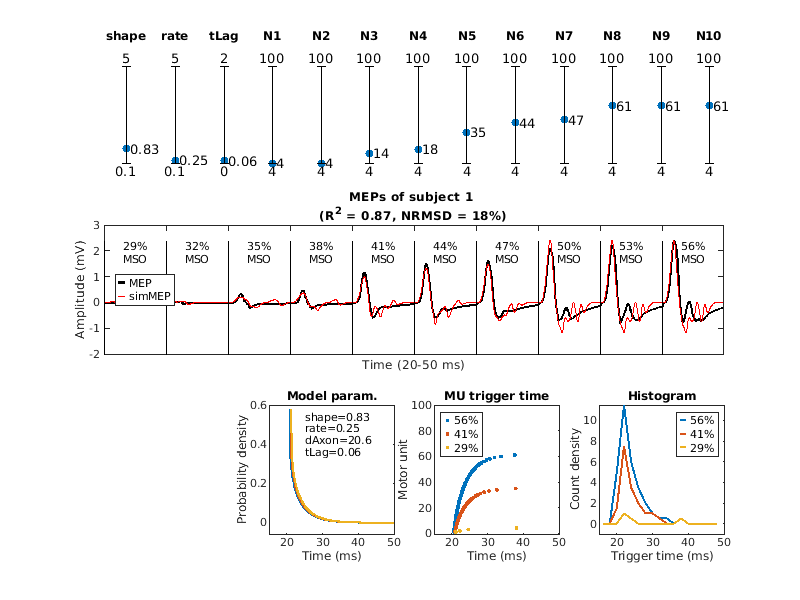 shape rate tLag N1 N2 N3 N4 N5 N6 N7 N8 N9 N10
5 5 2 100 100 100 100 100 100 100 100 100 100
0.83 0.25 0.06 4 4 14 18 35 44 47 61 61 61
0.1 0.1 0 4 4 4 4 4 4 4 4 4 4
MEPs of subject 1
(R² = 0.87, NRMSD = 18%)
Amplitude (mV)
3
2
1
0
-1
-2
29% 32% 35% 38% 41% 44% 47% 50% 53% 56%
MSO MSO MSO MSO MSO MSO MSO MSO MSO MSO
MEP
simMEP
Time (20-50 ms)
Model param.
Probability density
0.6
0.4
0.2
0
shape=0.83
rate=0.25
dAxon=20.6
tLag=0.06
20 30 40 50
Time (ms)
MU trigger time
Motor unit
100
80
60
40
20
0
56%
41%
29%
20 30 40 50
Time (ms)
Histogram
Count density
10
8
6
4
2
0
56%
41%
29%
20 30 40 50
Trigger time (ms)